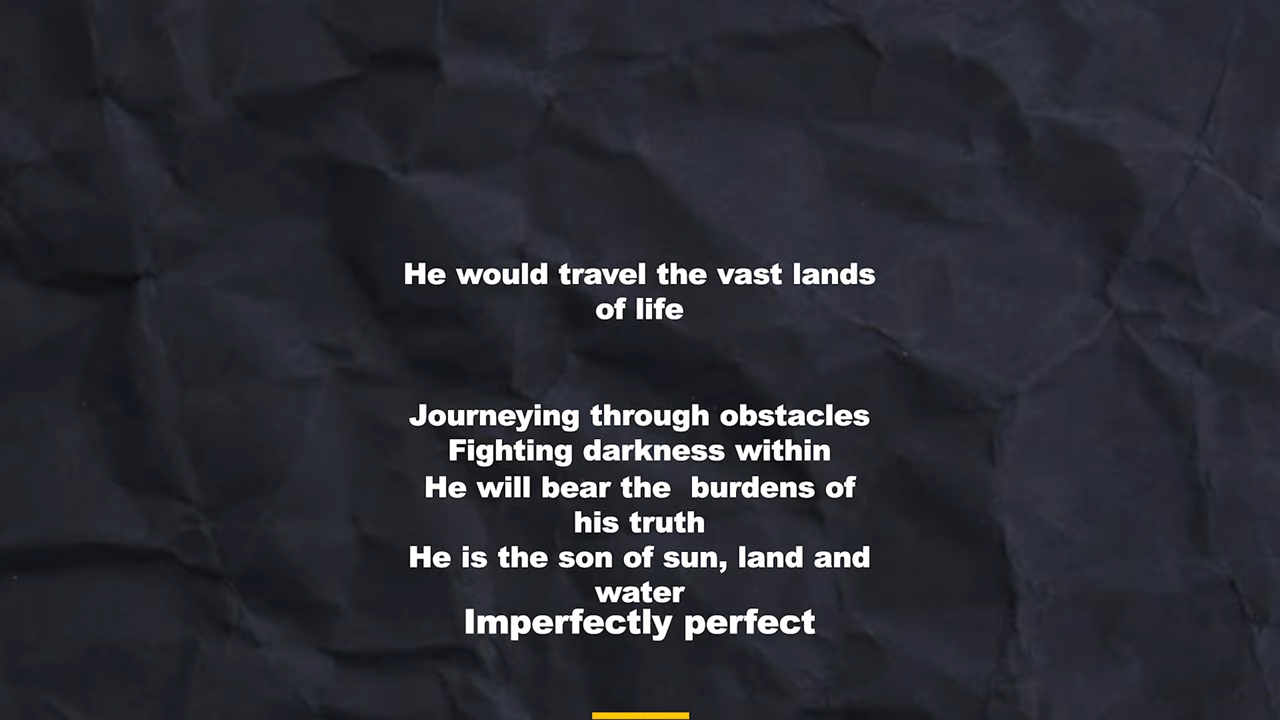 He would travel the vast lands
of life
Journeying through obstacles
Fighting darkness within
He will bear the  burdens of
his truth
He is the son of sun, land and
water
Imperfectly perfect